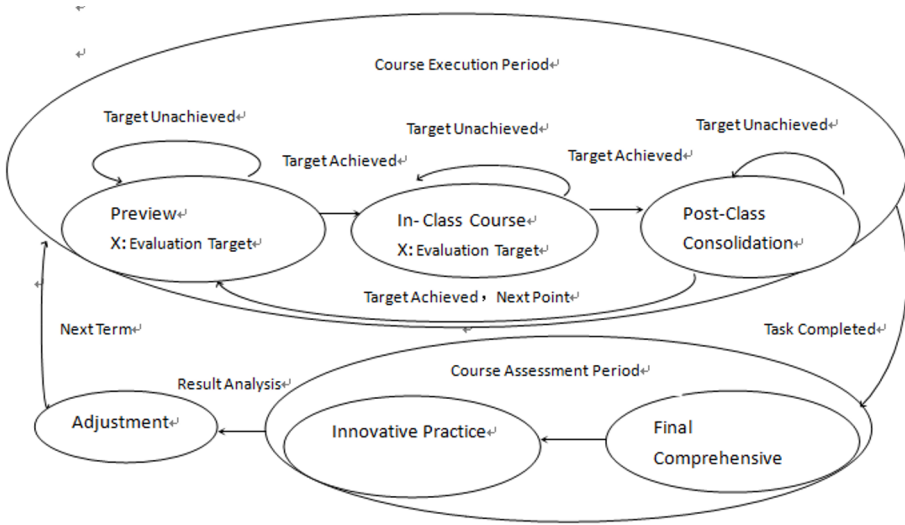 Course Execution Period
Target Unachieved
Target Unachieved
Target Unachieved
Target Achieved
Target Achieved
Preview
X: Evaluation Target
In-Class Course
X: Evaluation Target
Post-Class
Consolidation
Target Achieved，Next Point
Next Term
Task Completed
Result Analysis
Course Assessment Period
Adjustment
Innovative Practice
Final
Comprehensive